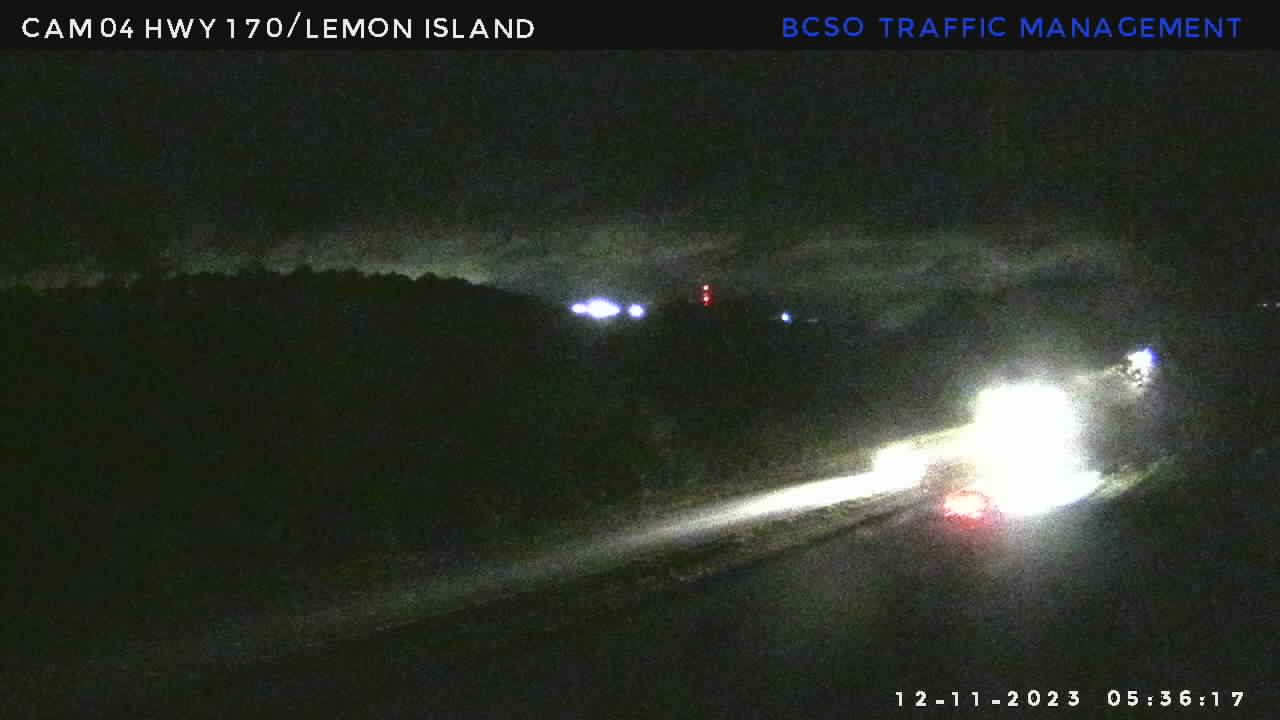 CAM04 HWY 170/LEMON ISLAND BCSO TRAFFIC MANAGEMENT
12-11-2023 05:36:17